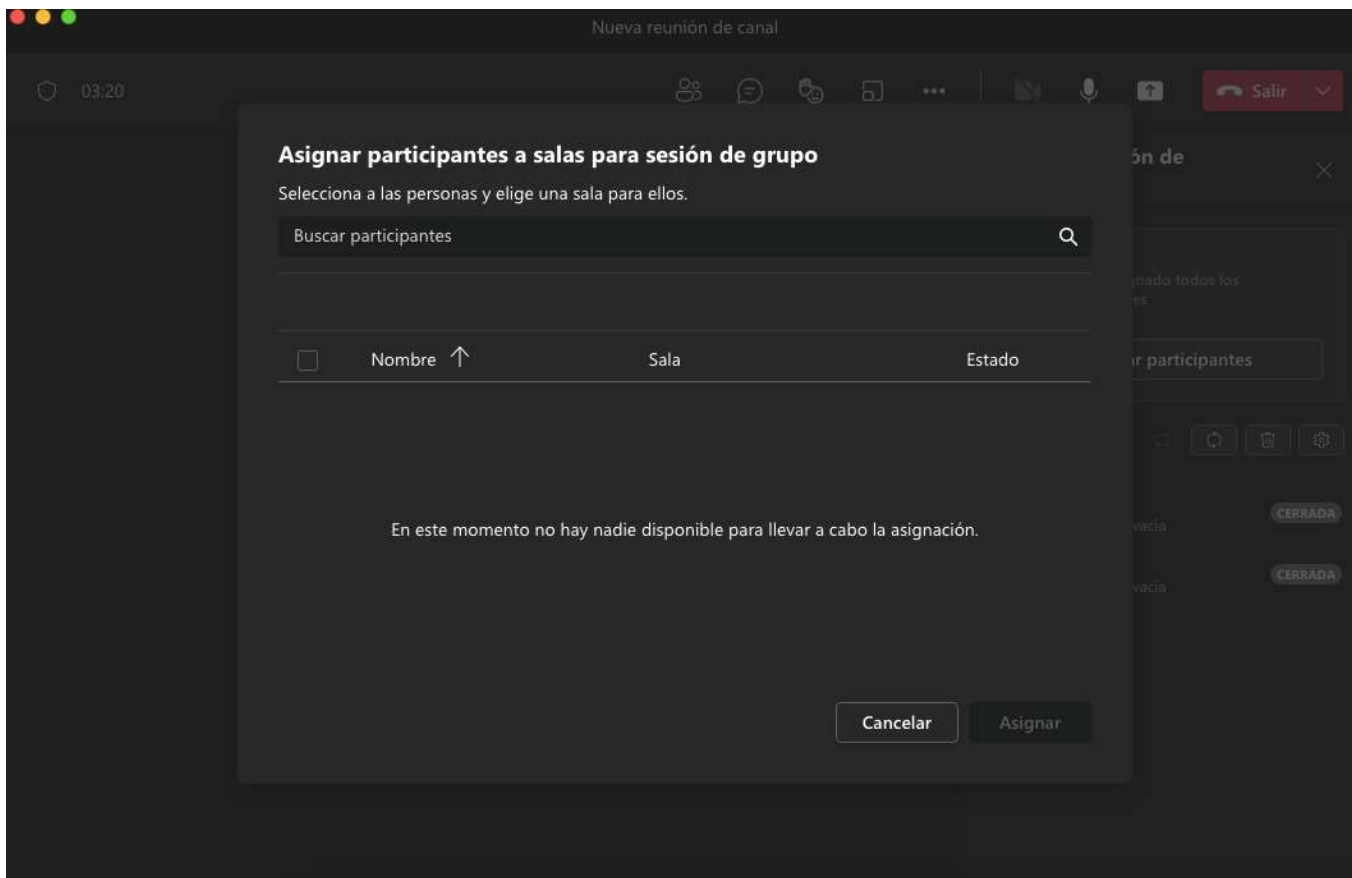 Nueva reunión de canal
03:20
Salir
Asignar participantes a salas para sesión de grupo
ón de
Selecciona a las personas y elige una sala para ellos.
Buscar participantes
gnado todos los
es
Nombre ↑ Sala Estado
r participantes
En este momento no hay nadie disponible para llevar a cabo la asignación.
CERRADA
vacía
CERRADA
vacía
Cancelar
Asignar